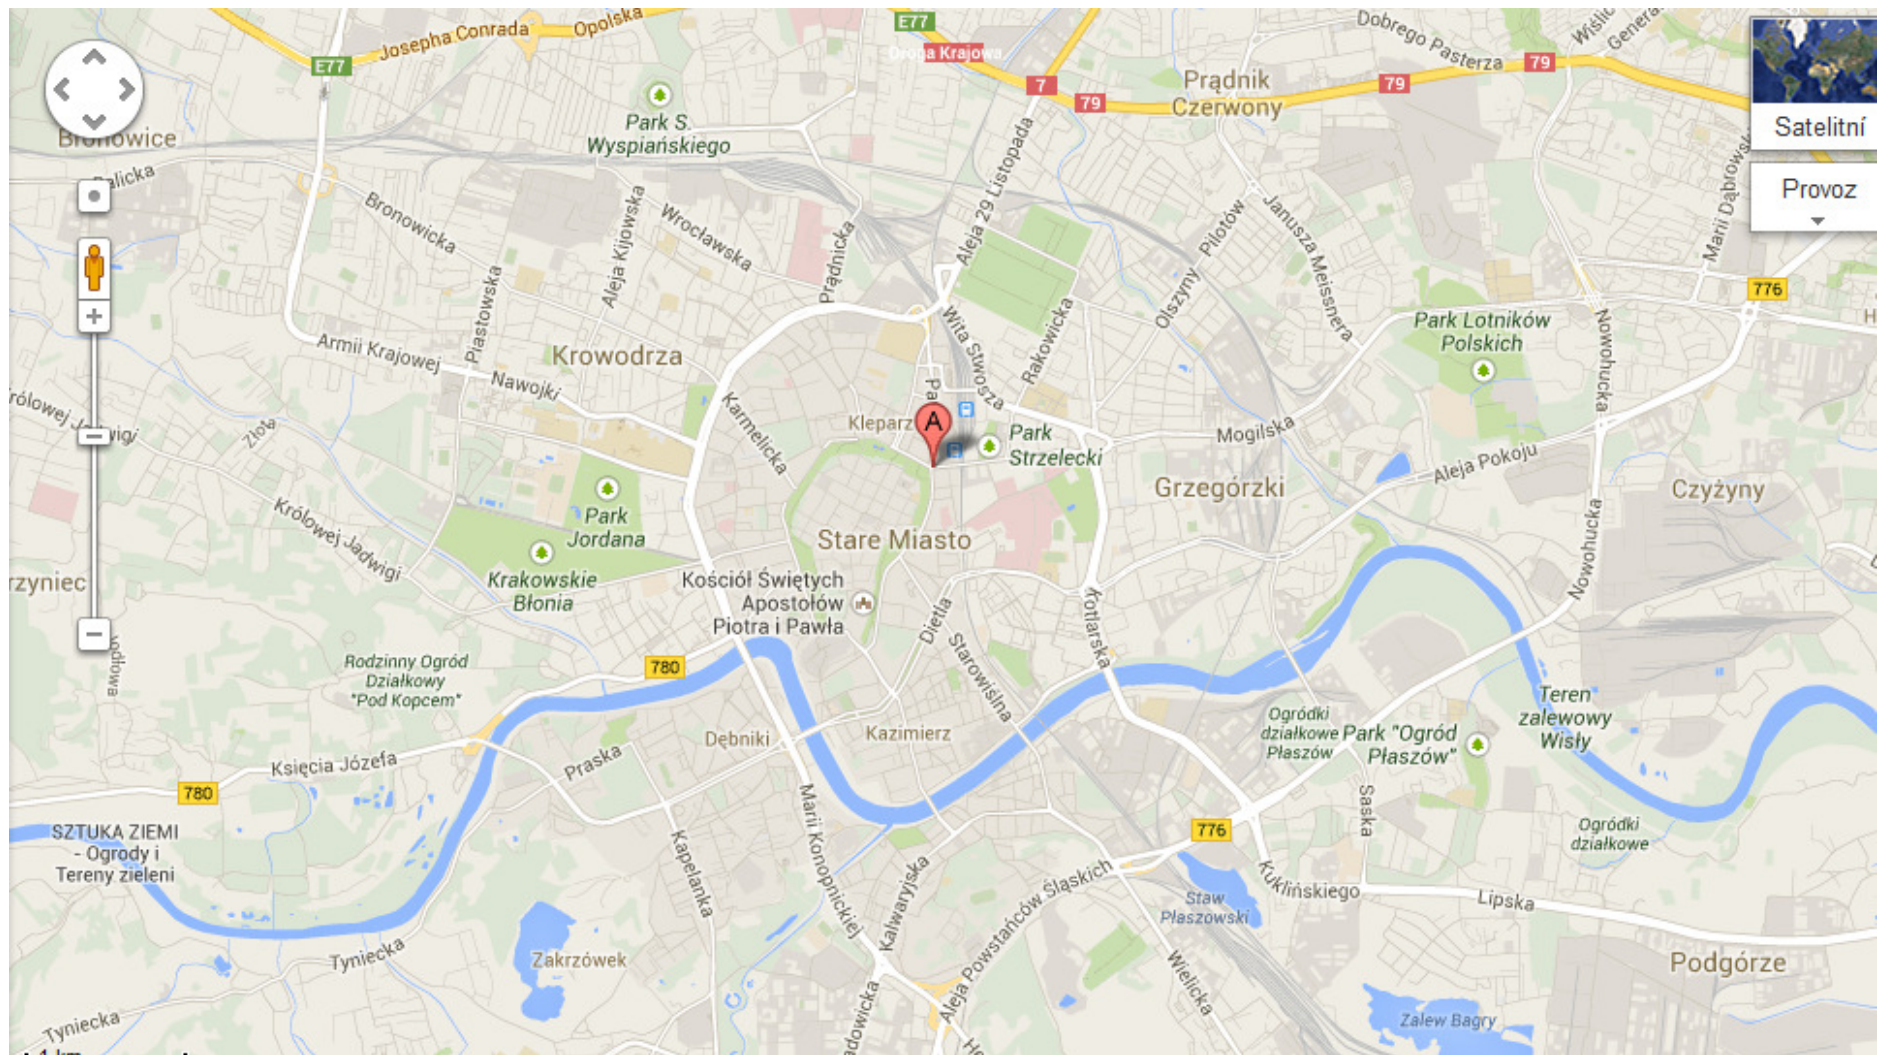 E77
Droga Krajowa
Josepha Conrada
Opolska
E77
Dobrego Pasterza
79
79
7
79
Prądnik
Czerwony
Satelitní
Provoz
Bronowice
Balicka
Park S.
Wyspiańskiego
Aleja 29 Listopada
Marii Dąbrowskiej
Bronowicka
Aleja Kijowska
Wrocławska
Prądnicka
Olszyny - Pilotów
Janusza Meissnera
776
Piastowska
Armii Krajowej
Nawojki
Krowodrza
Wita Stwosza
Rakowicka
Park Lotników
Polskich
Nowohucka
Karmelicka
Kleparz
A
Park
Strzelecki
Mogilska
Aleja Pokoju
Złota
Królowej Jadwigi
Królowej Jadwigi
Park
Jordana
Krakowskie
Błonia
Stare Miasto
Grzegórzki
Czyżyny
Nowohucka
Kościół Świętych
Apostołów
Piotra i Pawła
Dietla
Starowiślna
Kotlarska
rzyniec
Rodzinny Ogród
Działkowy
"Pod Kopcem"
780
Księcia Józefa
780
Praska
Dębniki
Kazimierz
Ogródki
działkowe
Płaszów
Park "Ogród
Płaszów"
Teren
zalewowy
Wisły
SZTUKA ZIEMI
- Ogrody i
Tereny zieleni
Kapelanka
Marii Konopnickiej
Kalwaryjska
Aleja Powstańców Śląskich
776
Saska
Ogródki
działkowe
Kuklińskiego
Lipska
Staw
Płaszowski
Wielicka
Podgórze
Zakrzówek
Tyniecka
Tyniecka
Zalew Bagry
1 km